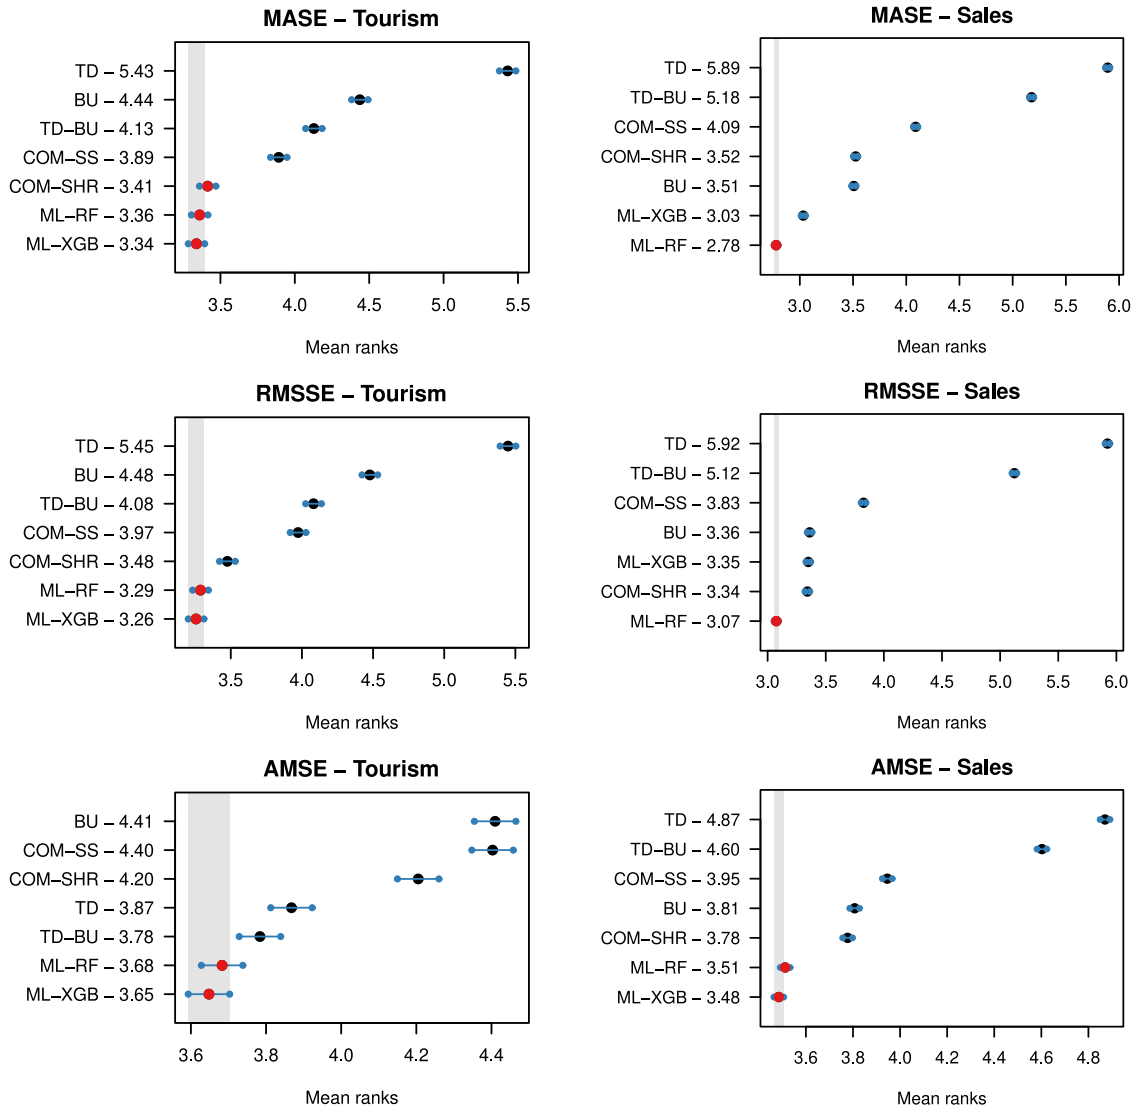 MASE – Tourism
TD – 5.43
BU – 4.44
TD–BU – 4.13
COM–SS – 3.89
COM–SHR – 3.41
ML–RF – 3.36
ML–XGB – 3.34
3.5 4.0 4.5 5.0 5.5
Mean ranks
MASE – Sales
TD – 5.89
TD–BU – 5.18
COM–SS – 4.09
COM–SHR – 3.52
BU – 3.51
ML–XGB – 3.03
ML–RF – 2.78
3.0 3.5 4.0 4.5 5.0 5.5 6.0
Mean ranks
RMSSE – Tourism
TD – 5.45
BU – 4.48
TD–BU – 4.08
COM–SS – 3.97
COM–SHR – 3.48
ML–RF – 3.29
ML–XGB – 3.26
3.5 4.0 4.5 5.0 5.5
Mean ranks
RMSSE – Sales
TD – 5.92
TD–BU – 5.12
COM–SS – 3.83
BU – 3.36
ML–XGB – 3.35
COM–SHR – 3.34
ML–RF – 3.07
3.0 3.5 4.0 4.5 5.0 5.5 6.0
Mean ranks
AMSE – Tourism
BU – 4.41
COM–SS – 4.40
COM–SHR – 4.20
TD – 3.87
TD–BU – 3.78
ML–RF – 3.68
ML–XGB – 3.65
3.6 3.8 4.0 4.2 4.4
Mean ranks
AMSE – Sales
TD – 4.87
TD–BU – 4.60
COM–SS – 3.95
BU – 3.81
COM–SHR – 3.78
ML–RF – 3.51
ML–XGB – 3.48
3.6 3.8 4.0 4.2 4.4 4.6 4.8
Mean ranks